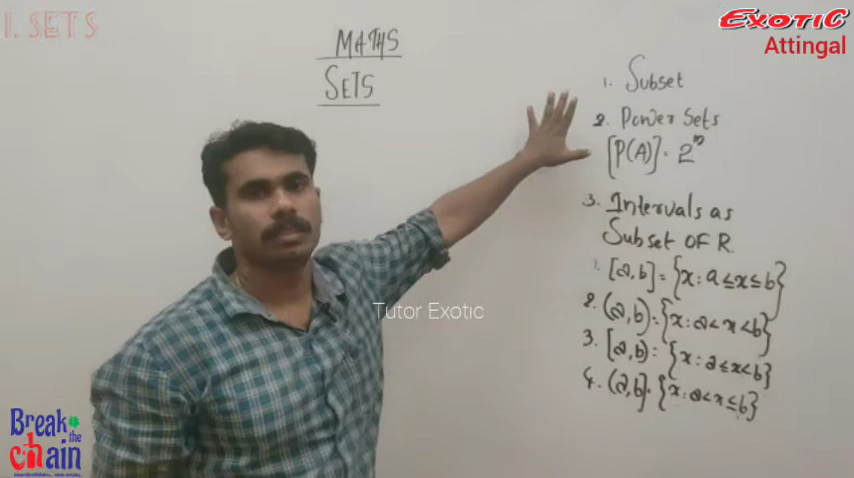 1. SETS
EXOTIC
Attingal
MATHS
SETS
1. Subset
2. Power Sets
[P(A)] = 2^m
3. Intervals as
Subset OF R.
1. [a,b] = {x: a ≤ x ≤ b}
2. (a,b) = {x: a < x < b}
3. [a,b) = {x: a ≤ x < b}
4. (a,b] = {x: a < x ≤ b}
Tutor Exotic
Break
the
chain